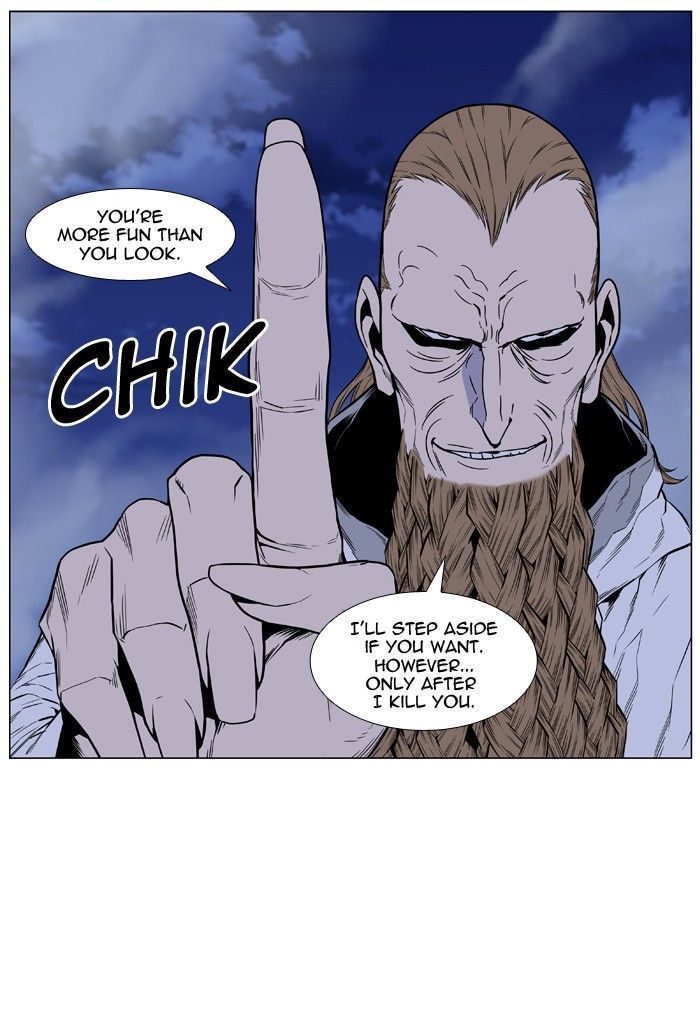 YOU'RE
MORE FUN THAN
YOU LOOK.
CHIK
I'LL STEP ASIDE
IF YOU WANT.
HOWEVER...
ONLY AFTER
I KILL YOU.